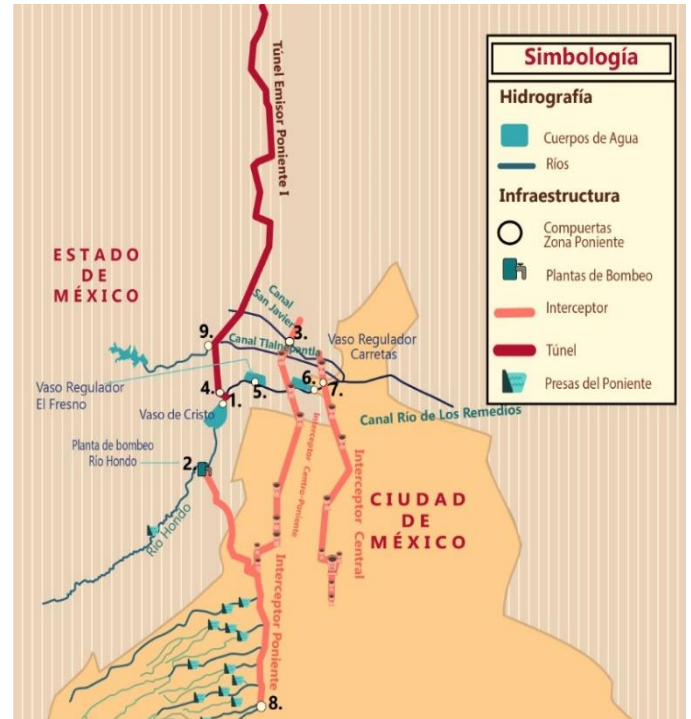 Túnel Emisor Poniente I
Simbología
Hidrografía
Cuerpos de Agua
Ríos
Infraestructura
Compuertas
Zona Poniente
Plantas de Bombeo
Interceptor
Túnel
Presas del Poniente
ESTADO
DE
MÉXICO
Canal
San Javier
9.
3.
Canal Tlalnepantla
Vaso Regulador
Carretas
Vaso Regulador
El Fresno
4.
1.
5.
6.
7.
Vaso de Cristo
Canal Río de Los Remedios
Planta de bombeo
Río Hondo
2.
Río Hondo
Interceptor Centro-Poniente
Interceptor Central
CIUDAD
DE
MÉXICO
Interceptor Poniente
8.